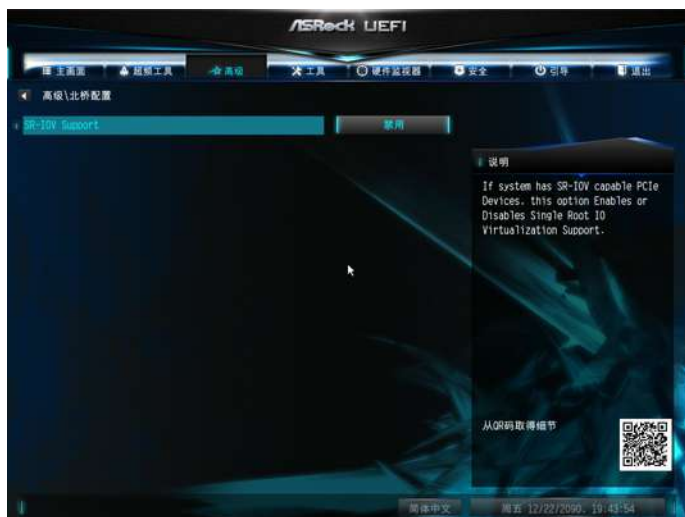 ASRock UEFI
主画面 超频工具 高级 工具 硬件监视器 安全 引导 退出
高级\北桥配置
SR-IOV Support 禁用
说明
If system has SR-IOV capable PCIe
Devices, this option Enables or
Disables Single Root IO
Virtualization Support.
从QR码取得细节
简体中文 周五 12/22/2090, 19:43:54